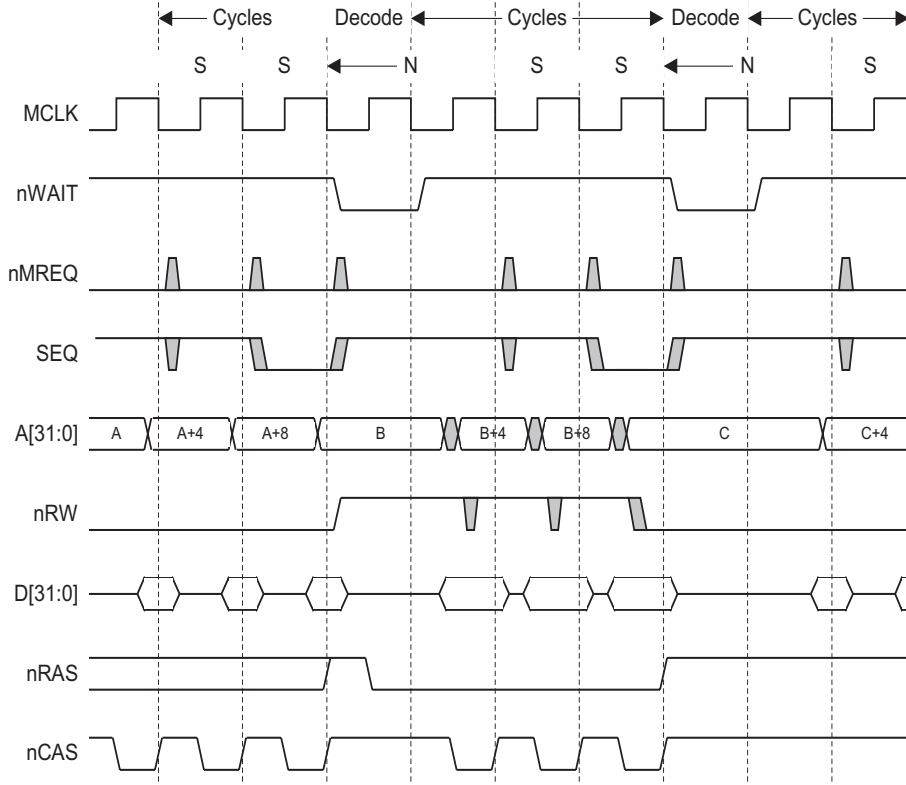 Cycles Decode Cycles Decode Cycles
S S N S S N S
MCLK
nWAIT
nMREQ
SEQ
A[31:0] A A+4 A+8 B B+4 B+8 C C+4
nRW
D[31:0]
nRAS
nCAS